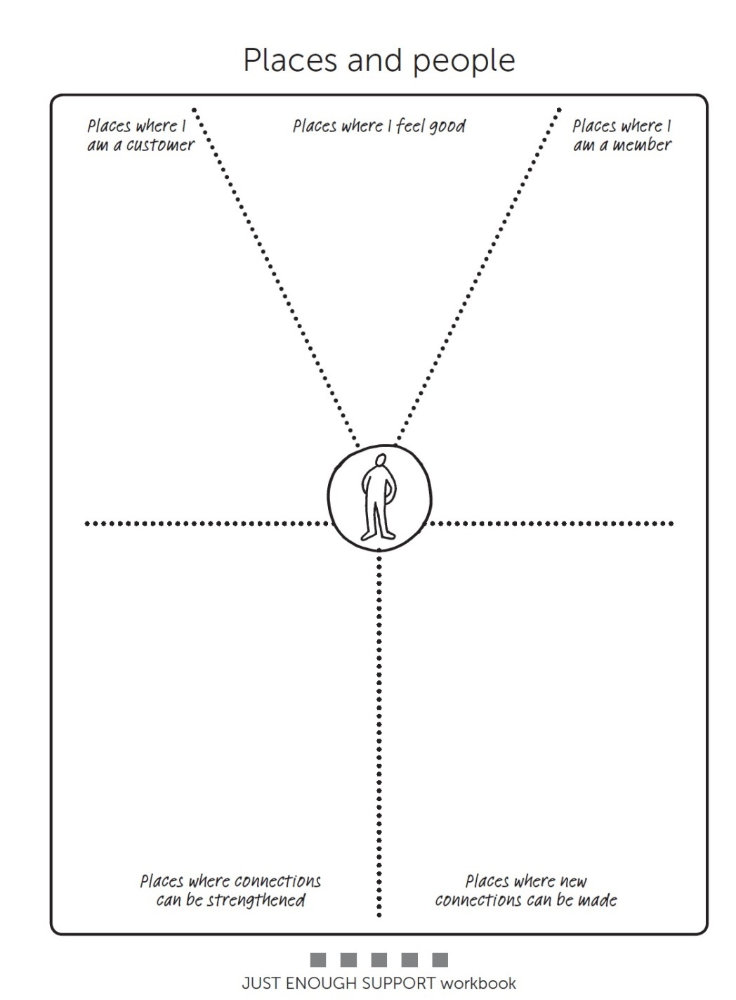 Places and people
Places where I
am a customer
Places where I feel good
Places where I
am a member
Places where connections
can be strengthened
Places where new
connections can be made
JUST ENOUGH SUPPORT workbook